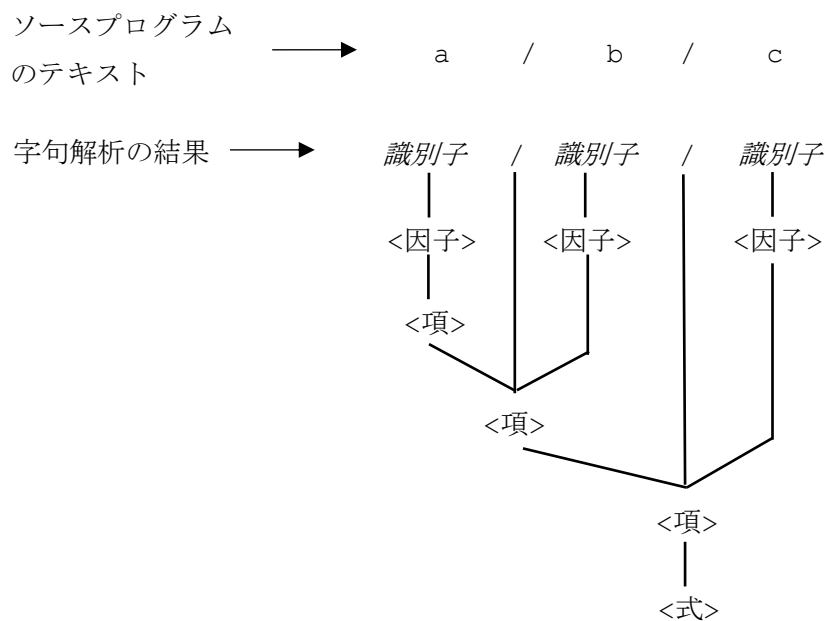 ソースプログラム
のテキスト
a / b / c
字句解析の結果
識別子 / 識別子 / 識別子
<因子> <因子> <因子>
<項>
<項>
<項>
<式>